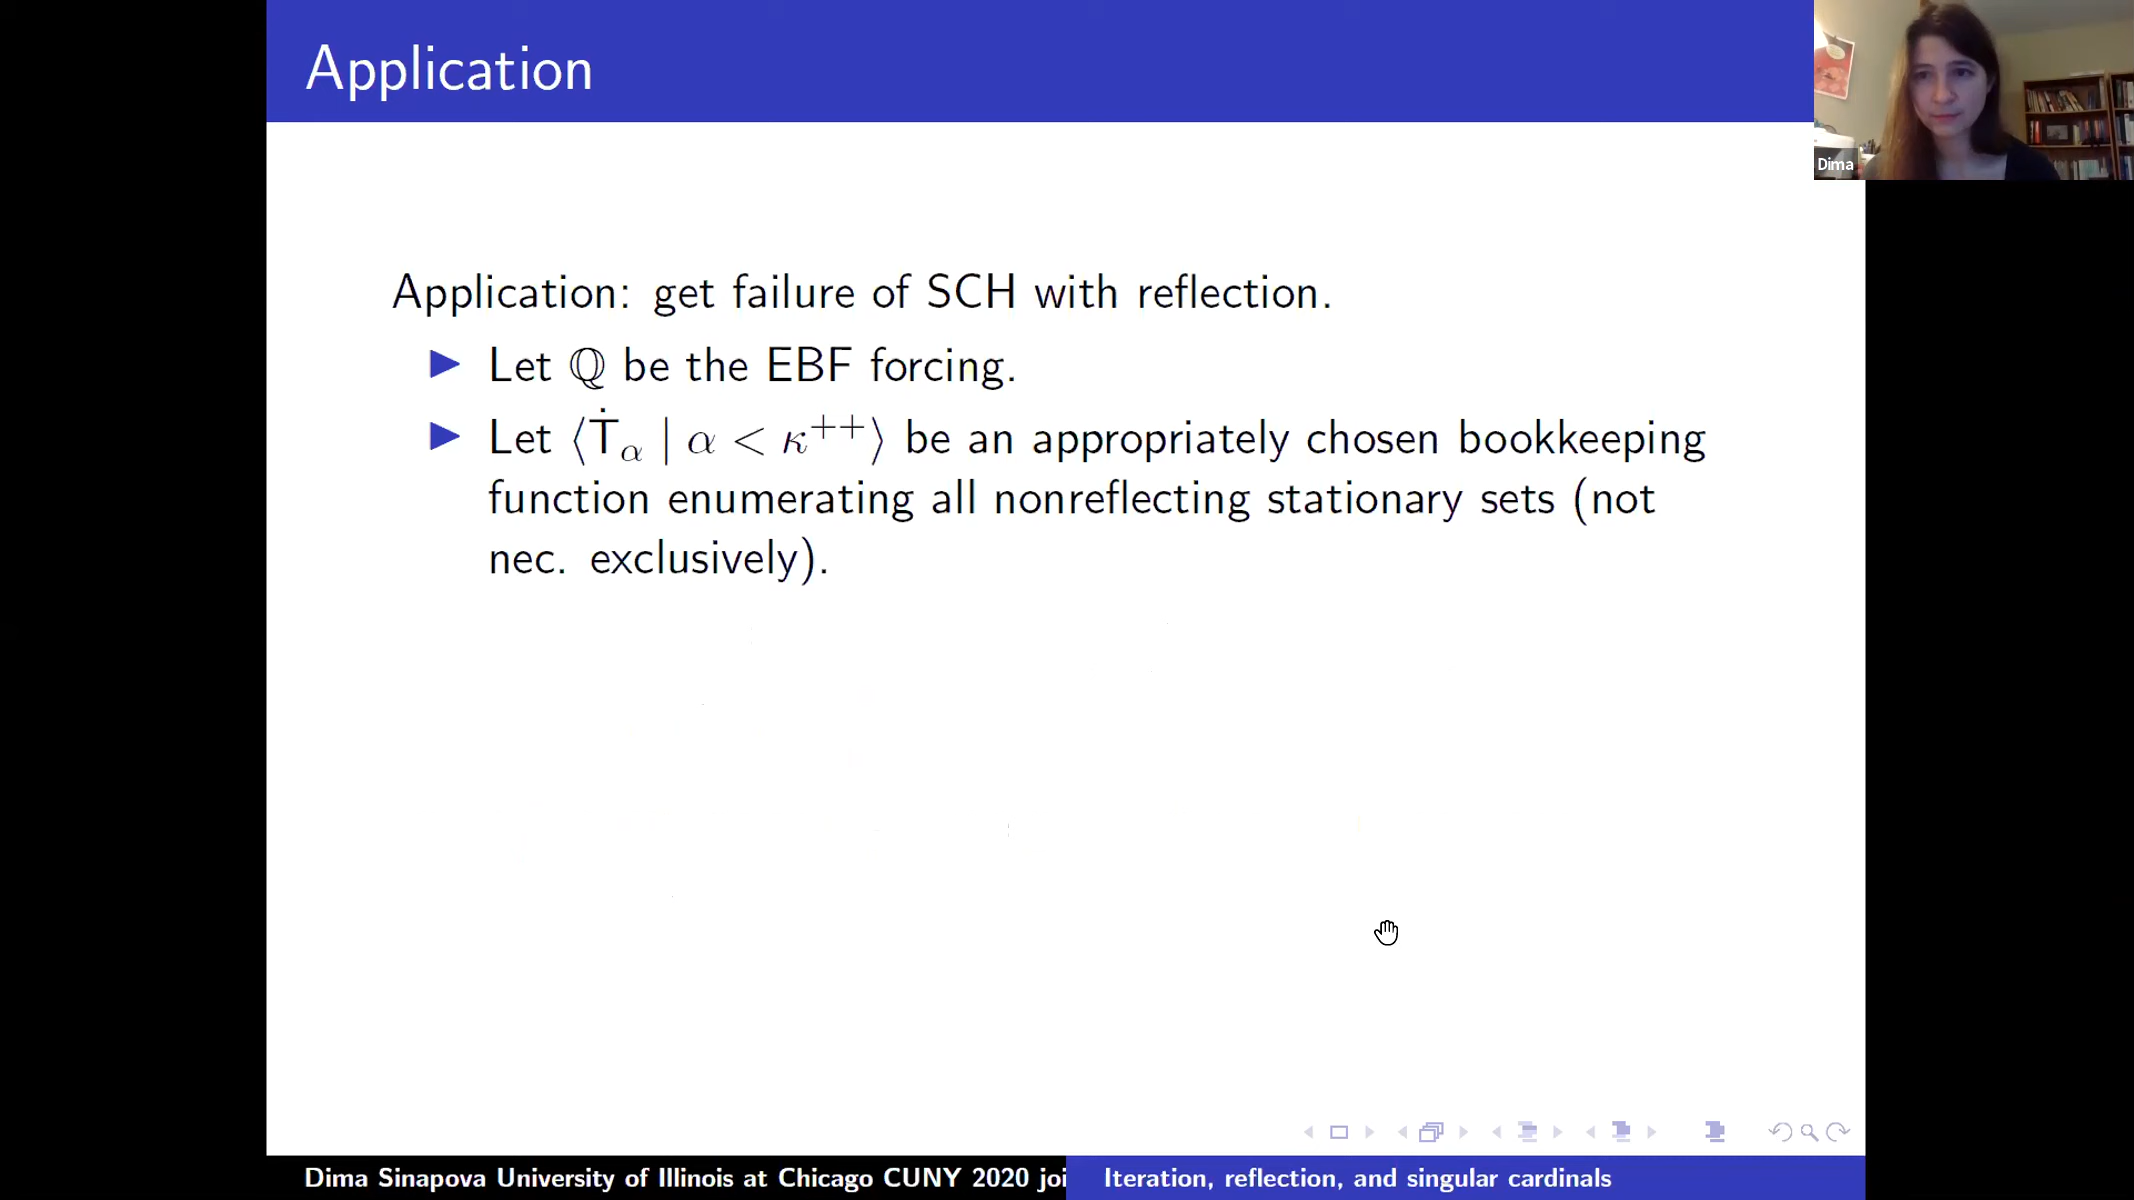 Application
Dima
Application: get failure of SCH with reflection.
▶ Let ℚ be the EBF forcing.
▶ Let ⟨Ṫ_α | α < κ⁺⁺⟩ be an appropriately chosen bookkeeping
function enumerating all nonreflecting stationary sets (not
nec. exclusively).
Dima Sinapova University of Illinois at Chicago CUNY 2020 joi
Iteration, reflection, and singular cardinals